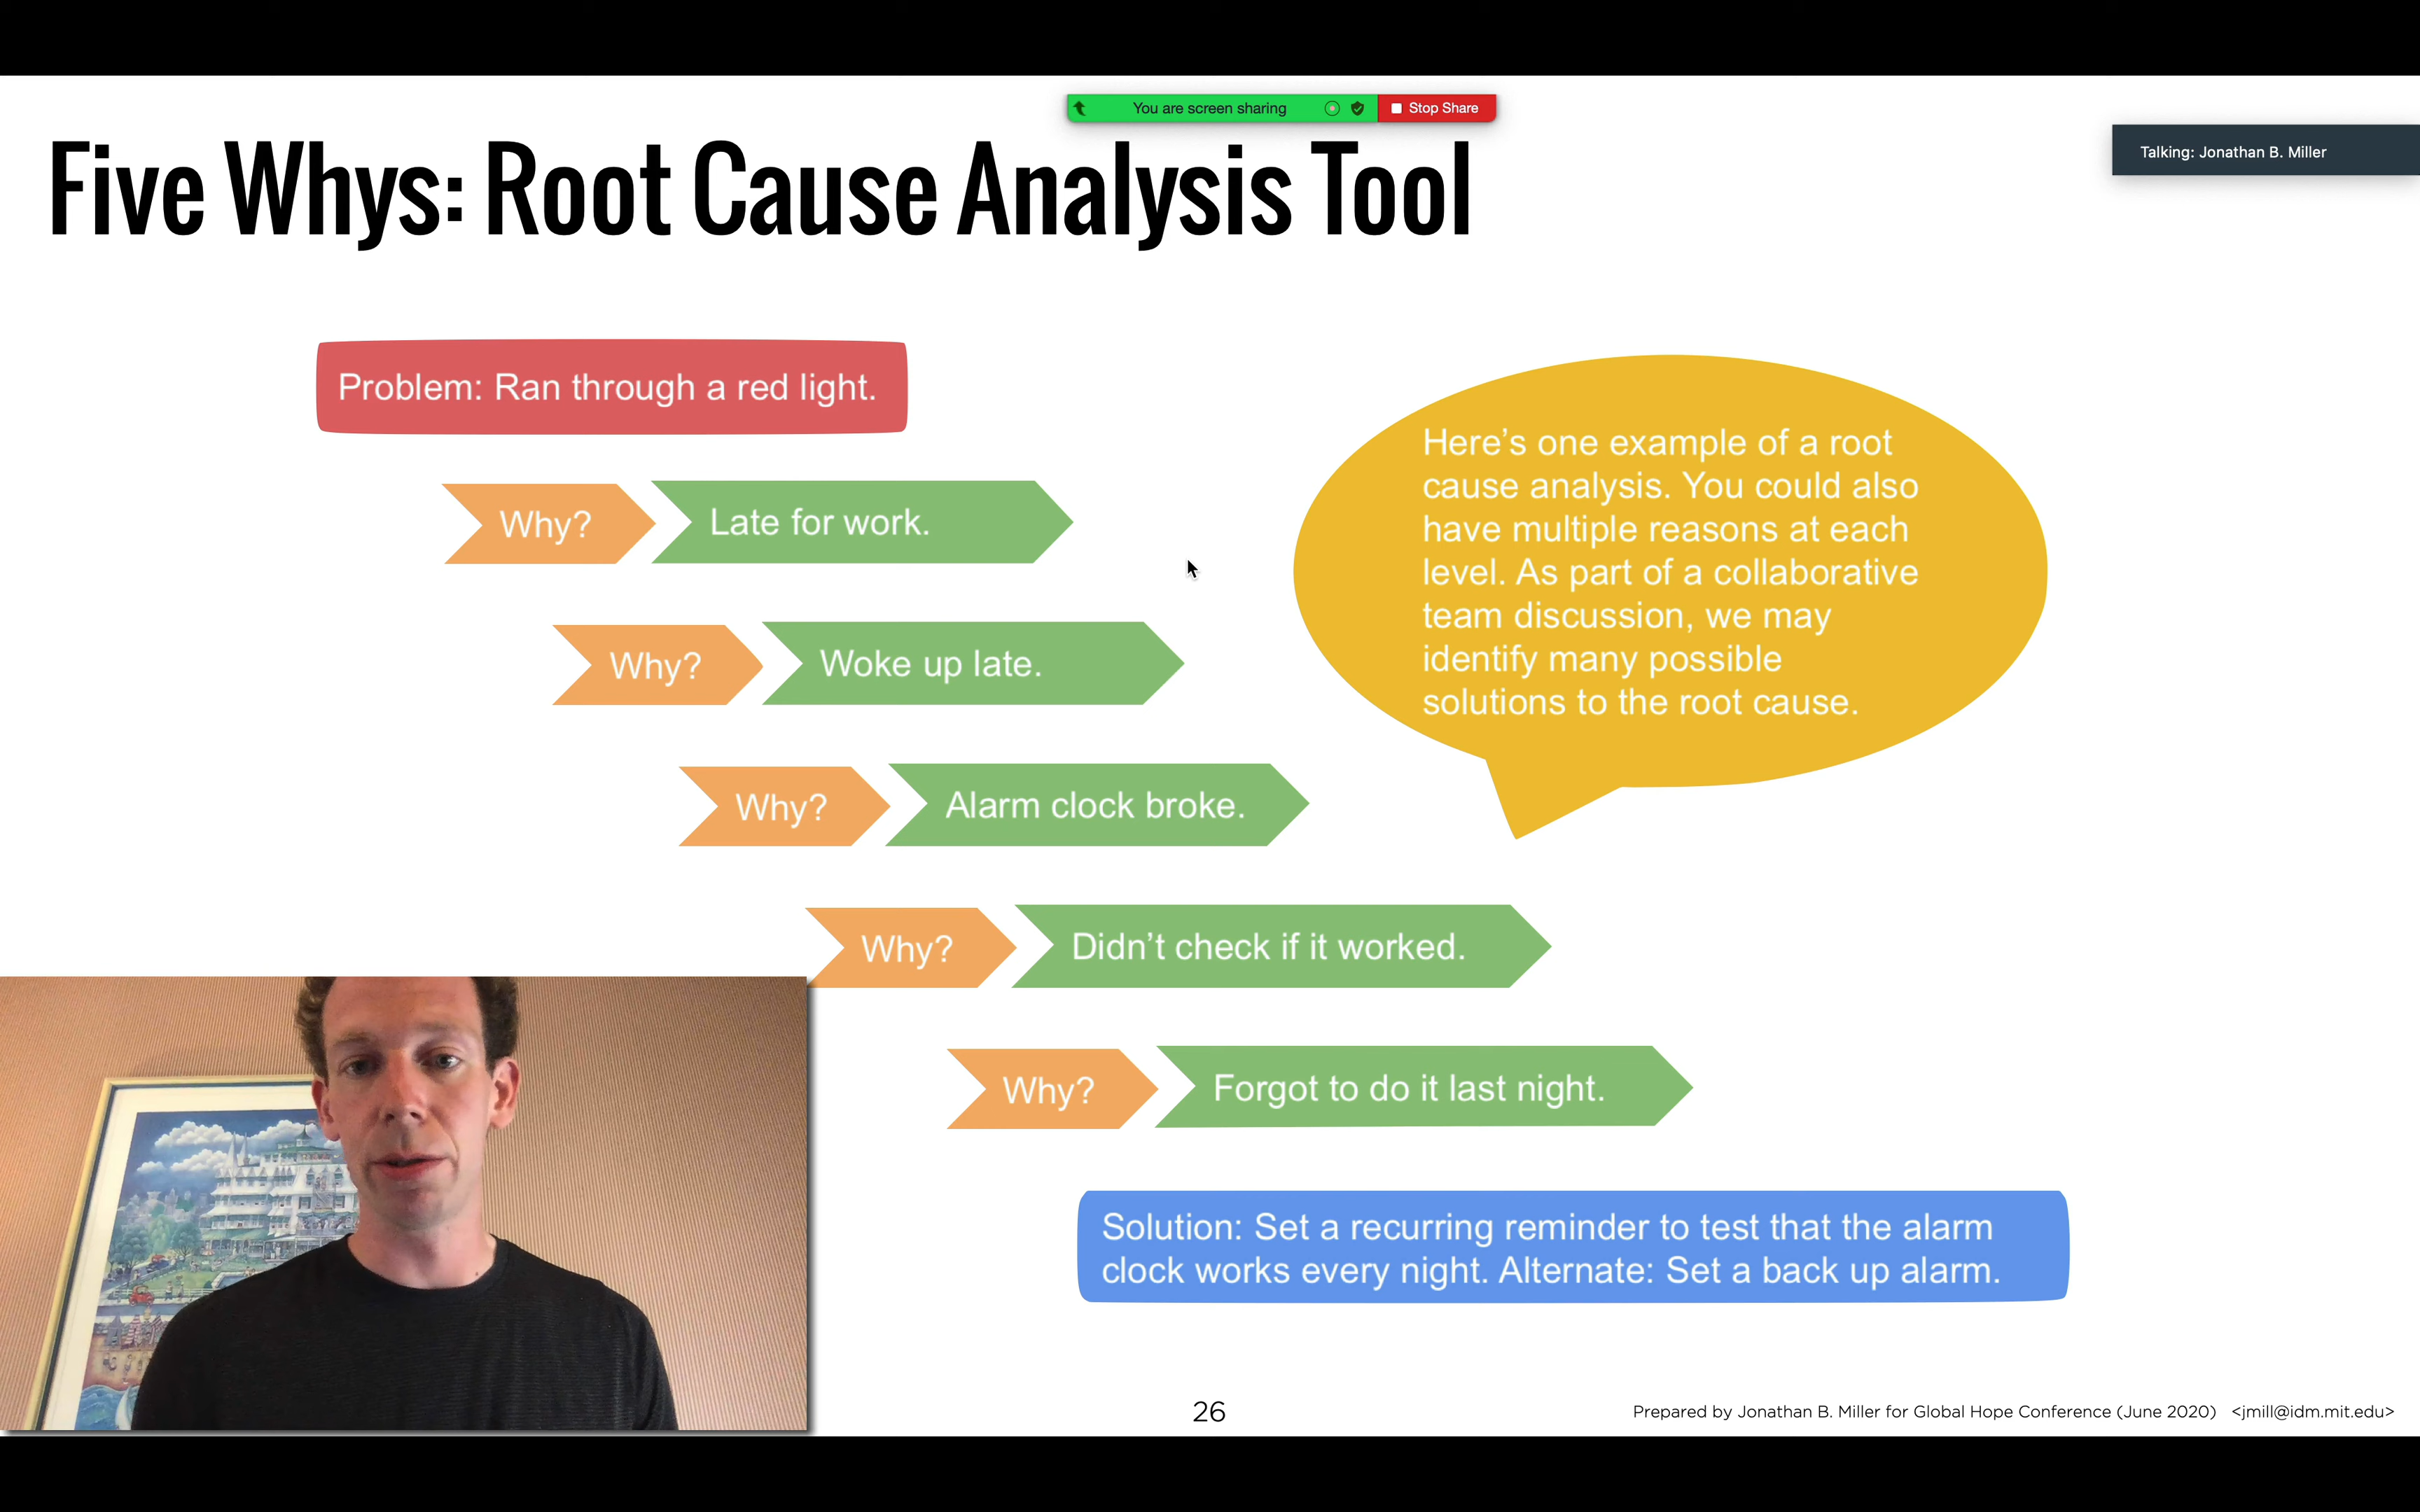 You are screen sharing
Stop Share
Talking: Jonathan B. Miller
Five Whys: Root Cause Analysis Tool
Problem: Ran through a red light.
Why?
Late for work.
Why?
Woke up late.
Why?
Alarm clock broke.
Why?
Didn’t check if it worked.
Why?
Forgot to do it last night.
Here’s one example of a root
cause analysis. You could also
have multiple reasons at each
level. As part of a collaborative
team discussion, we may
identify many possible
solutions to the root cause.
Solution: Set a recurring reminder to test that the alarm
clock works every night. Alternate: Set a back up alarm.
26
Prepared by Jonathan B. Miller for Global Hope Conference (June 2020) <jmill@idm.mit.edu>